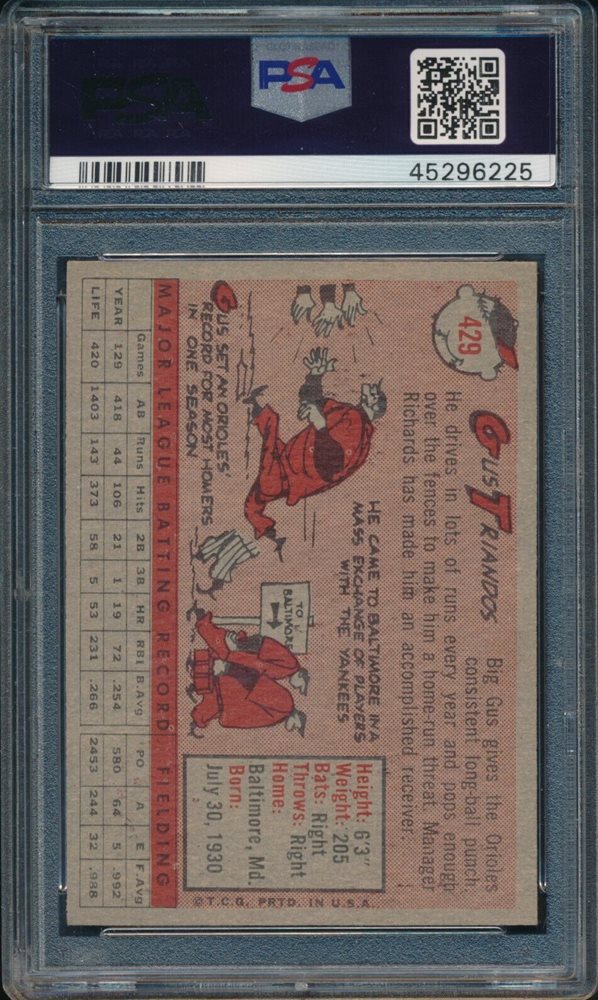 PSA
PSA
45296225
429
GUS TRIANDOS
Big Gus gives the Orioles
consistent long-ball punch.
He drives in lots of runs every year and pops enough
over the fences to make him a home-run threat. Manager
Richards has made him an accomplished receiver.
HE CAME TO BALTIMORE IN A
MASS EXCHANGE OF PLAYERS
WITH THE YANKEES
TO
BALTIMORE
GUS SET AN ORIOLES'
RECORD FOR MOST HOMERS
IN ONE SEASON
Height: 6'3"
Weight: 205
Bats: Right
Throws: Right
Home:
Baltimore, Md.
Born:
July 30, 1930
©T.C.G. PRTD. IN U.S.A.
MAJOR LEAGUE BATTING RECORD FIELDING
Games AB Runs Hits 2B 3B HR RBI B.Avg PO A E F.Avg
YEAR 129 418 44 106 21 1 19 72 .254 580 64 5 .992
LIFE 420 1403 143 373 58 5 53 231 .266 2453 244 32 .988